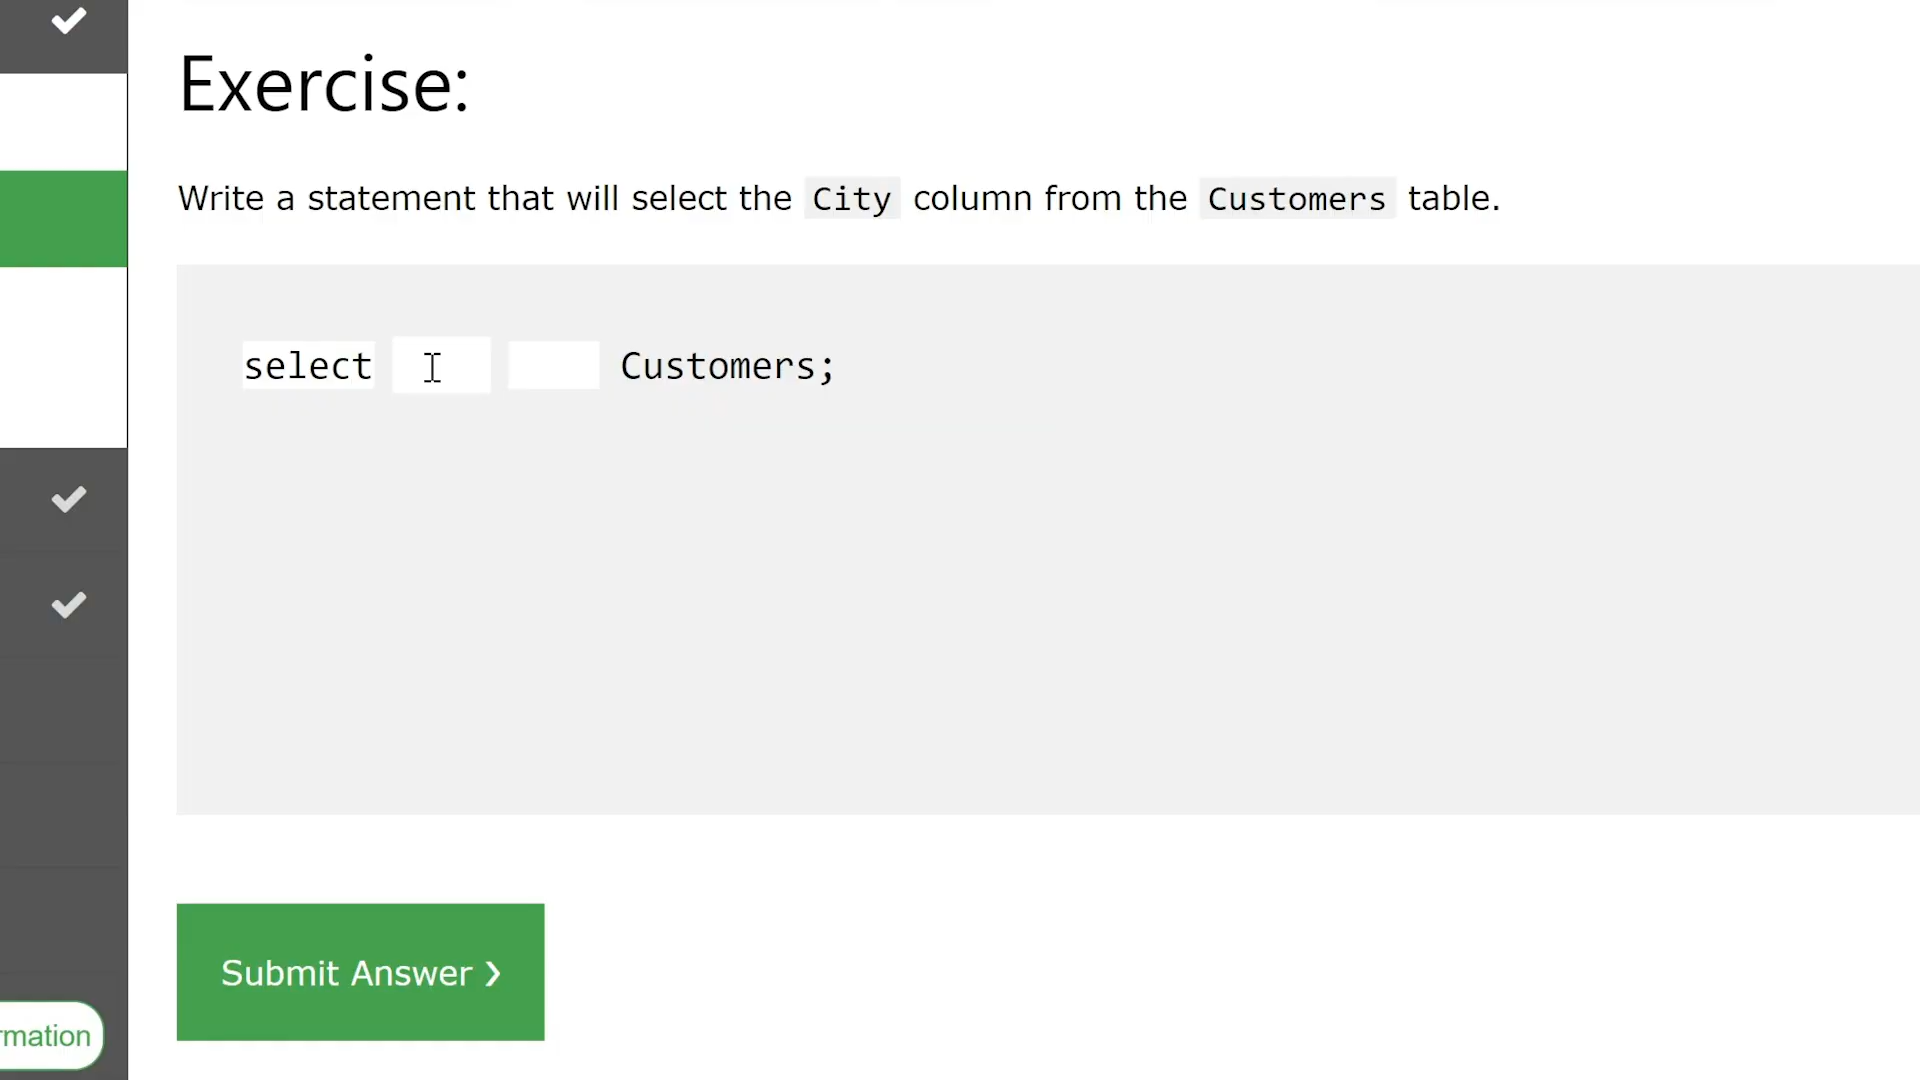 Exercise:
Write a statement that will select the City column from the Customers table.
select Customers;
Submit Answer ❯
rmation